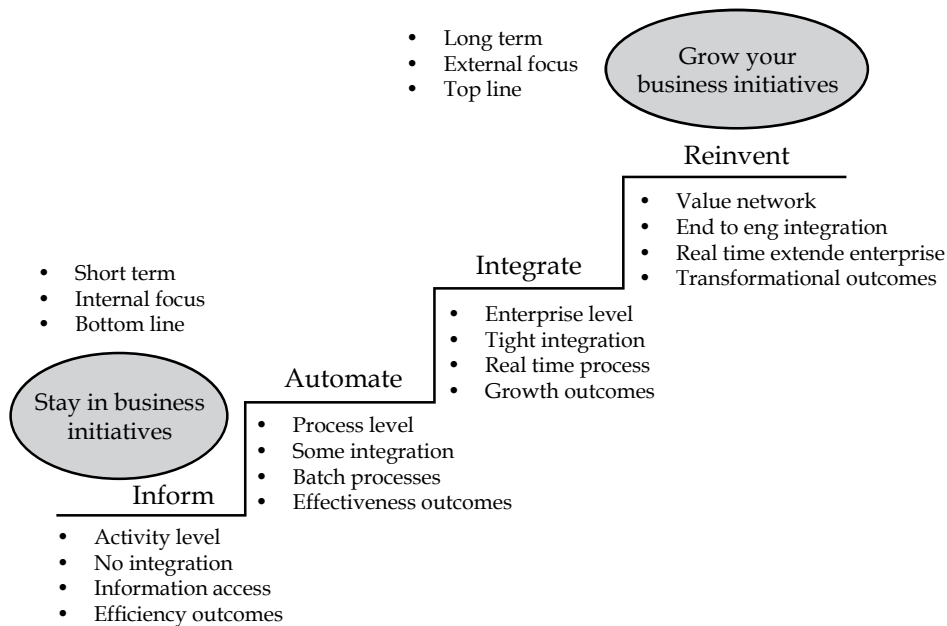 • Long term
• External focus
• Top line
Grow your
business initiatives
Reinvent
• Value network
• End to eng integration
• Real time extende enterprise
• Transformational outcomes
Integrate
• Enterprise level
• Tight integration
• Real time process
• Growth outcomes
• Short term
• Internal focus
• Bottom line
Stay in business
initiatives
Automate
• Process level
• Some integration
• Batch processes
• Effectiveness outcomes
Inform
• Activity level
• No integration
• Information access
• Efficiency outcomes